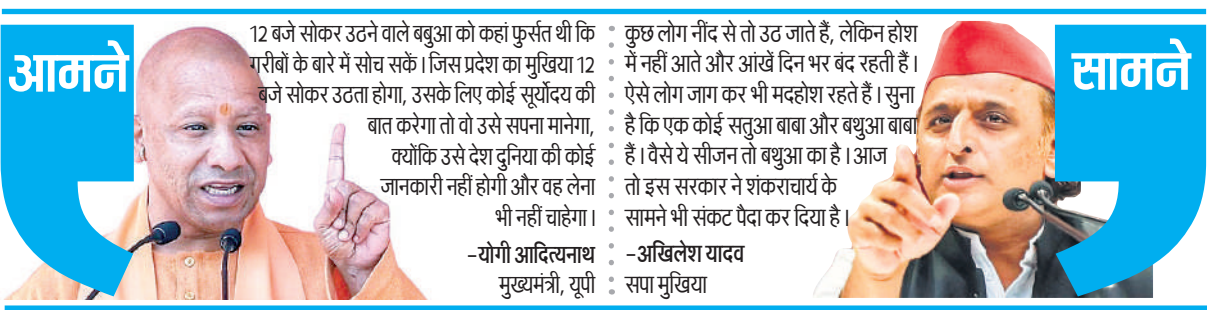 आमने
12 बजे सोकर उठने वाले बबुआ को कहां फुर्सत थी कि
गरीबों के बारे में सोच सकें। जिस प्रदेश का मुखिया 12
बजे सोकर उठता होगा, उसके लिए कोई सूर्योदय की
बात करेगा तो वो उसे सपना मानेगा,
क्योंकि उसे देश दुनिया की कोई
जानकारी नहीं होगी और वह लेना
भी नहीं चाहेगा।
-योगी आदित्यनाथ
मुख्यमंत्री, यूपी
कुछ लोग नींद से तो उठ जाते हैं, लेकिन होश
में नहीं आते और आंखें दिन भर बंद रहती हैं।
ऐसे लोग जाग कर भी मदहोश रहते हैं। सुना
है कि एक कोई सतुआ बाबा और बथुआ बाबा
हैं। वैसे ये सीजन तो बथुआ का है। आज
तो इस सरकार ने शंकराचार्य के
सामने भी संकट पैदा कर दिया है।
-अखिलेश यादव
सपा मुखिया
सामने